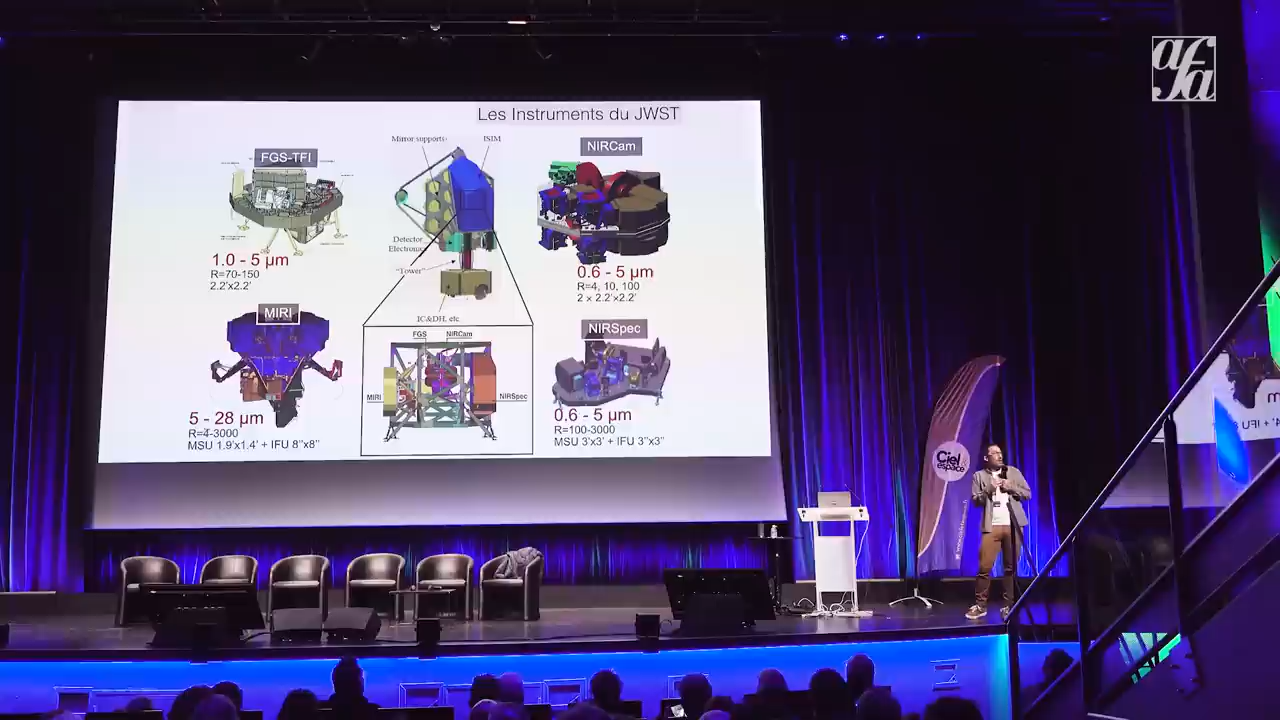 afa
Les Instruments du JWST
FGS-TFI
1.0 - 5 µm
R=70-150
2.2'x2.2'
Mirror supports
ISIM
Detector
Electronics
"Tower"
IC&DH, etc
NIRCam
0.6 - 5 µm
R=4, 10, 100
2 x 2.2'x2.2'
MIRI
5 - 28 µm
R=4-3000
MSU 1.9'x1.4' + IFU 8"x8"
FGS
NIRCam
MIRI
NIRSpec
NIRSpec
0.6 - 5 µm
R=100-3000
MSU 3'x3' + IFU 3"x3"
Ciel
&
espace